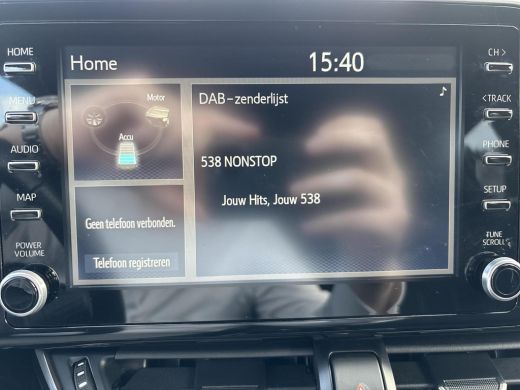 HOME
MENU
AUDIO
MAP
POWER
VOLUME
Home
15:40
Motor
Accu
Geen telefoon verbonden.
Telefoon registreren
DAB-zenderlijst
538 NONSTOP
Jouw Hits, Jouw 538
CH >
< TRACK
PHONE
SETUP
TUNE
SCROLL